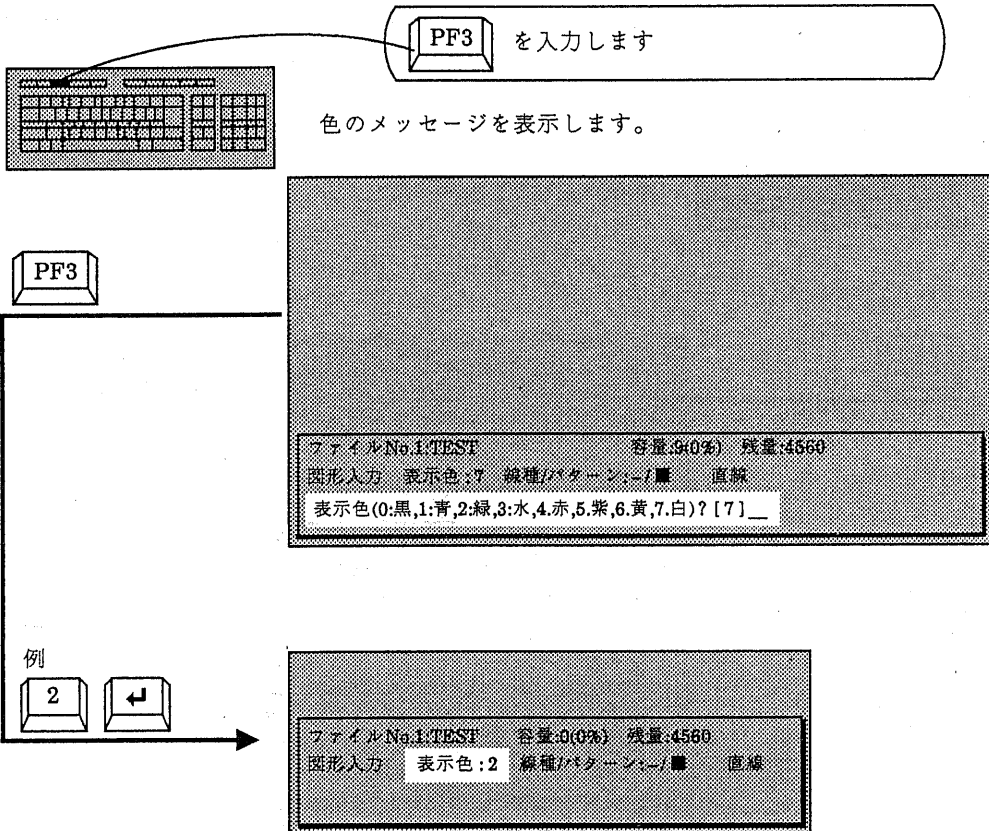 PF3 を入力します
色のメッセージを表示します。
PF3
ファイルNo.1:TEST 容量:9(0%) 残量:4560
図形入力 表示色:7 線種/パターン:–/■ 直線
表示色(0:黒,1:青,2:緑,3:水,4.赤,5.紫,6.黄,7.白)? [7]__
例
2 ↵
ファイルNo.1:TEST 容量:0(0%) 残量:4560
図形入力 表示色:2 線種/パターン:–/■ 直線